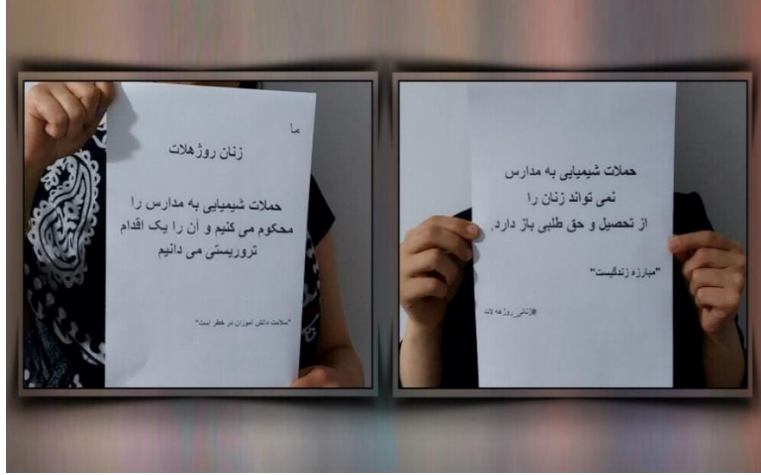 ما
زنان روژهلات
حملات شیمیایی به مدارس را
محکوم می کنیم و آن را یک اقدام
تروریستی می دانیم
"سلامت دانش آموزان در خطر است"
حملات شیمیایی به مدارس
نمی تواند زنان را
از تحصیل و حق طلبی باز دارد.
"مبارزه زندگیست"
#ژنانی_روژهه لات